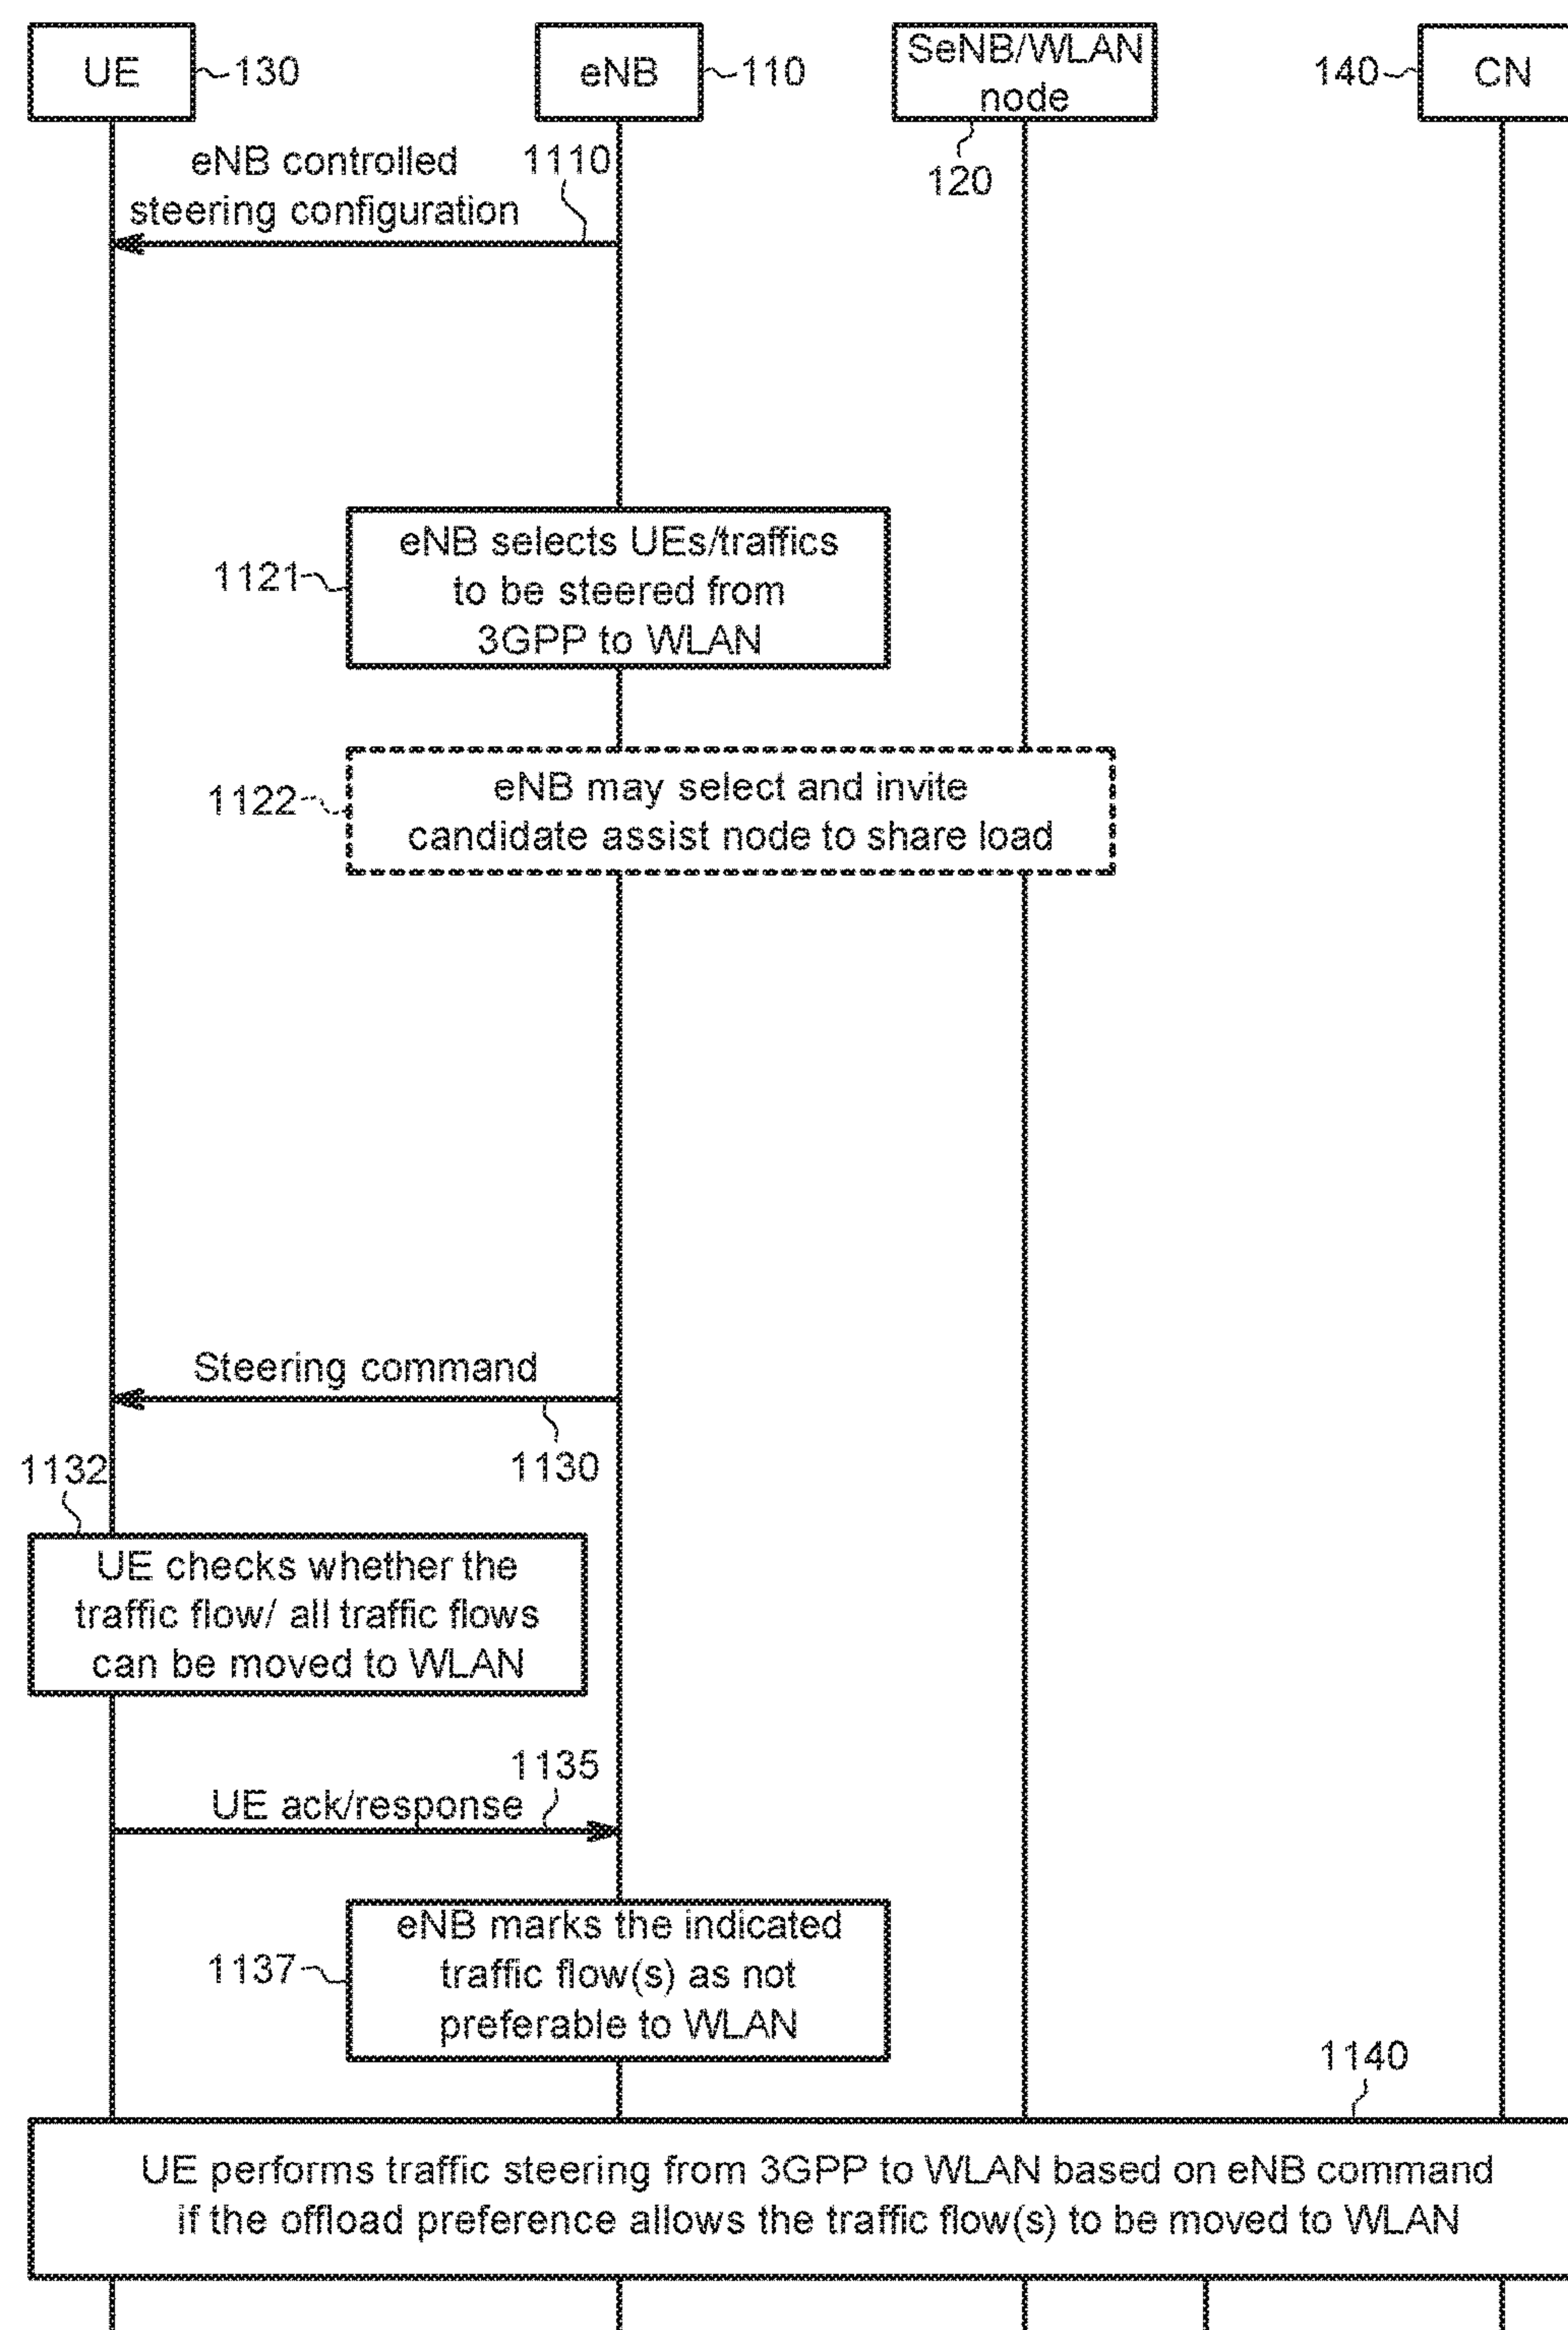 UE
130
eNB
110
SeNB/WLAN
node
120
140
CN
eNB controlled
steering configuration
1110
eNB selects UEs/traffics
to be steered from
3GPP to WLAN
1121
eNB may select and invite
candidate assist node to share load
1122
Steering command
1130
1132
UE checks whether the
traffic flow/ all traffic flows
can be moved to WLAN
1135
UE ack/response
eNB marks the indicated
traffic flow(s) as not
preferable to WLAN
1137
1140
UE performs traffic steering from 3GPP to WLAN based on eNB command
if the offload preference allows the traffic flow(s) to be moved to WLAN